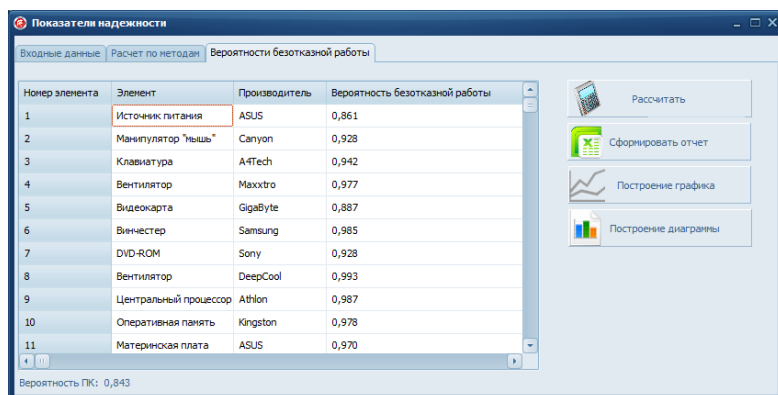 Показатели надежности
Входные данные Расчет по методам Вероятности безотказной работы
Номер элемента Элемент Производитель Вероятность безотказной работы
1 Источник питания ASUS 0,861
2 Манипулятор "мышь" Canyon 0,928
3 Клавиатура A4Tech 0,942
4 Вентилятор Maxxtro 0,977
5 Видеокарта GigaByte 0,887
6 Винчестер Samsung 0,985
7 DVD-ROM Sony 0,928
8 Вентилятор DeepCool 0,993
9 Центральный процессор Athlon 0,987
10 Оперативная память Kingston 0,978
11 Материнская плата ASUS 0,970
Рассчитать
Сформировать отчет
Построение графика
Построение диаграммы
Вероятность ПК: 0,843